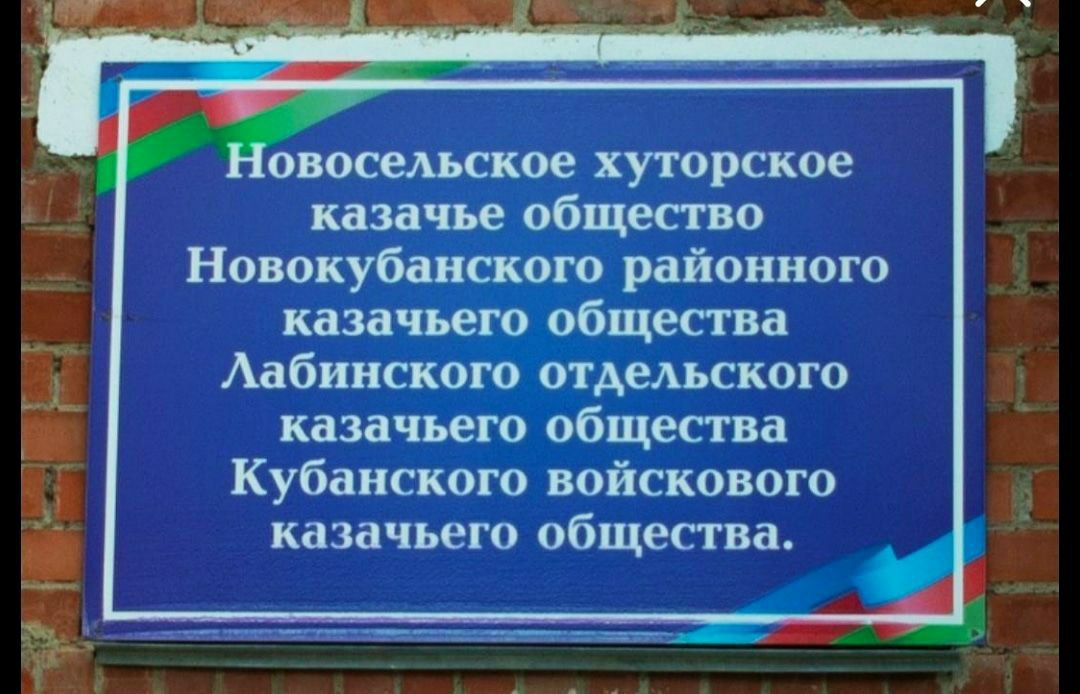 Новосельское хуторское
казачье общество
Новокубанского районного
казачьего общества
Лабинского отдельского
казачьего общества
Кубанского войскового
казачьего общества.